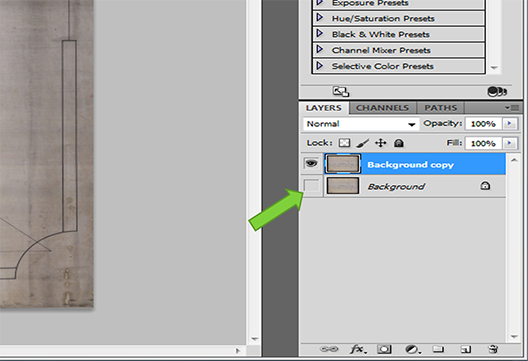 Exposure Presets
Hue/Saturation Presets
Black & White Presets
Channel Mixer Presets
Selective Color Presets
LAYERS CHANNELS PATHS
Normal Opacity: 100%
Lock: Fill: 100%
Background copy
Background
fx